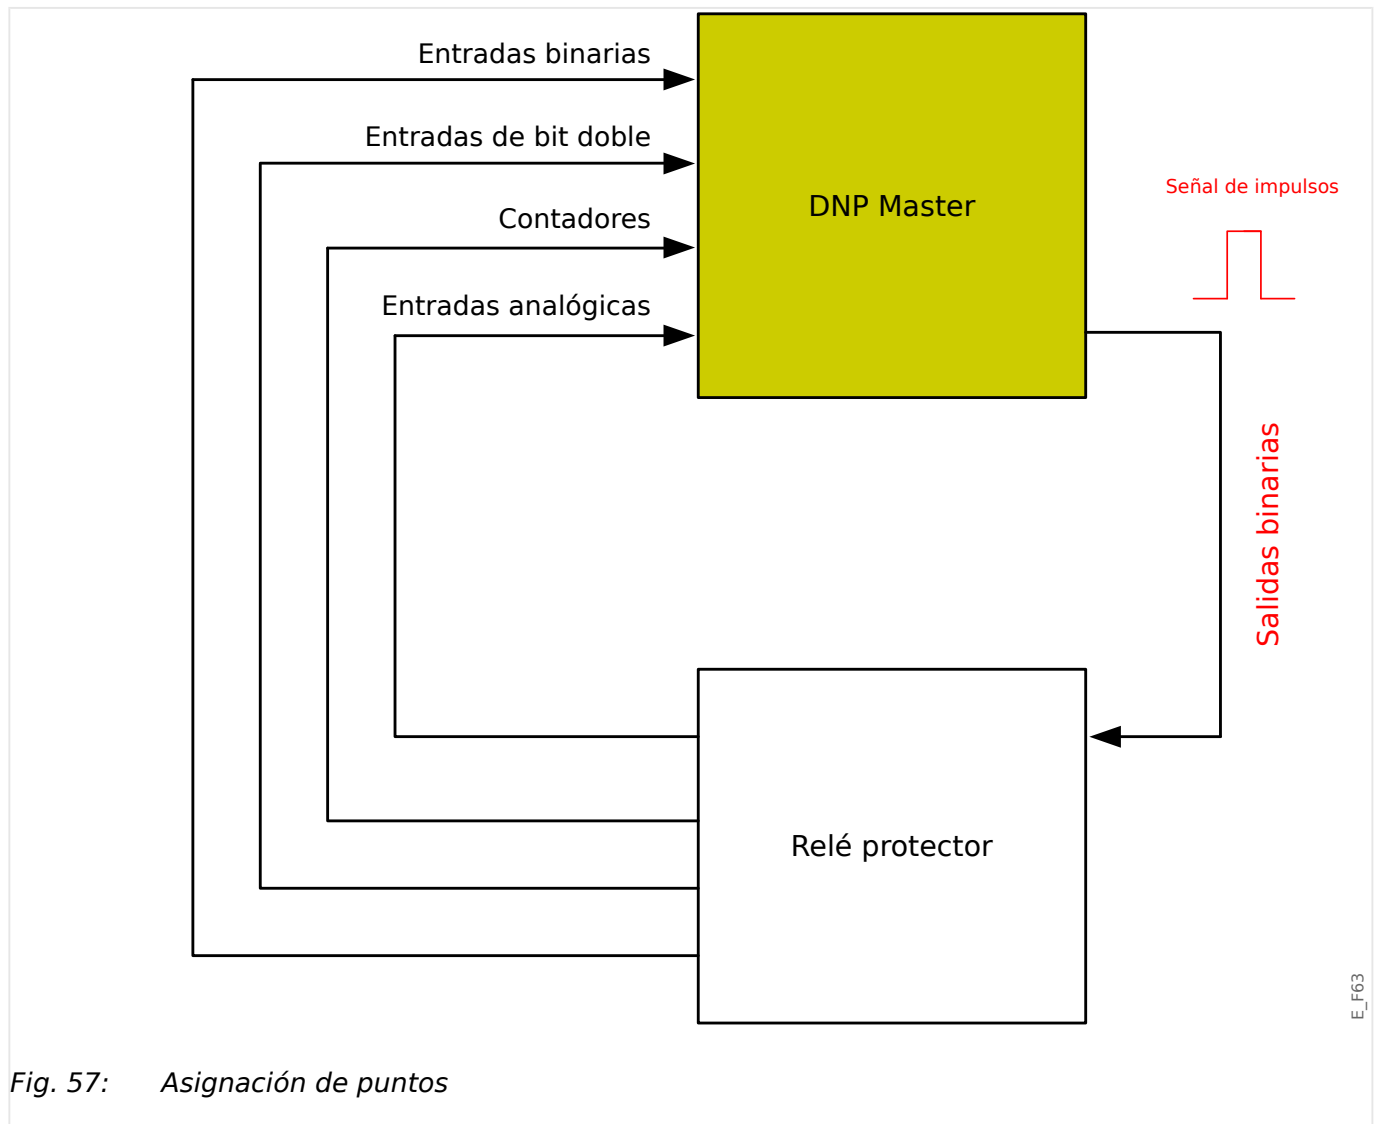 Entradas binarias
Entradas de bit doble
Contadores
Entradas analógicas
DNP Master
Señal de impulsos
Salidas binarias
Relé protector
E_F63
Fig. 57: Asignación de puntos